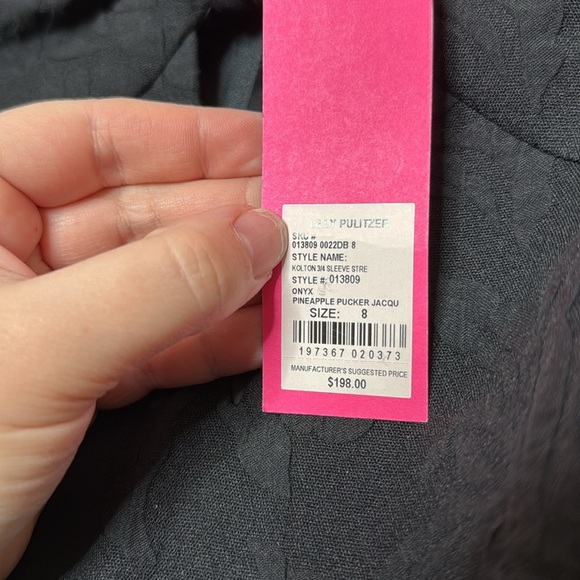 PULITZER
SKU #
013809 0022DB 8
STYLE NAME:
KOLTON 3/4 SLEEVE STRE
STYLE #: 013809
ONYX
PINEAPPLE PUCKER JACQU
SIZE: 8
197367 020373
MANUFACTURER'S SUGGESTED PRICE
$198.00